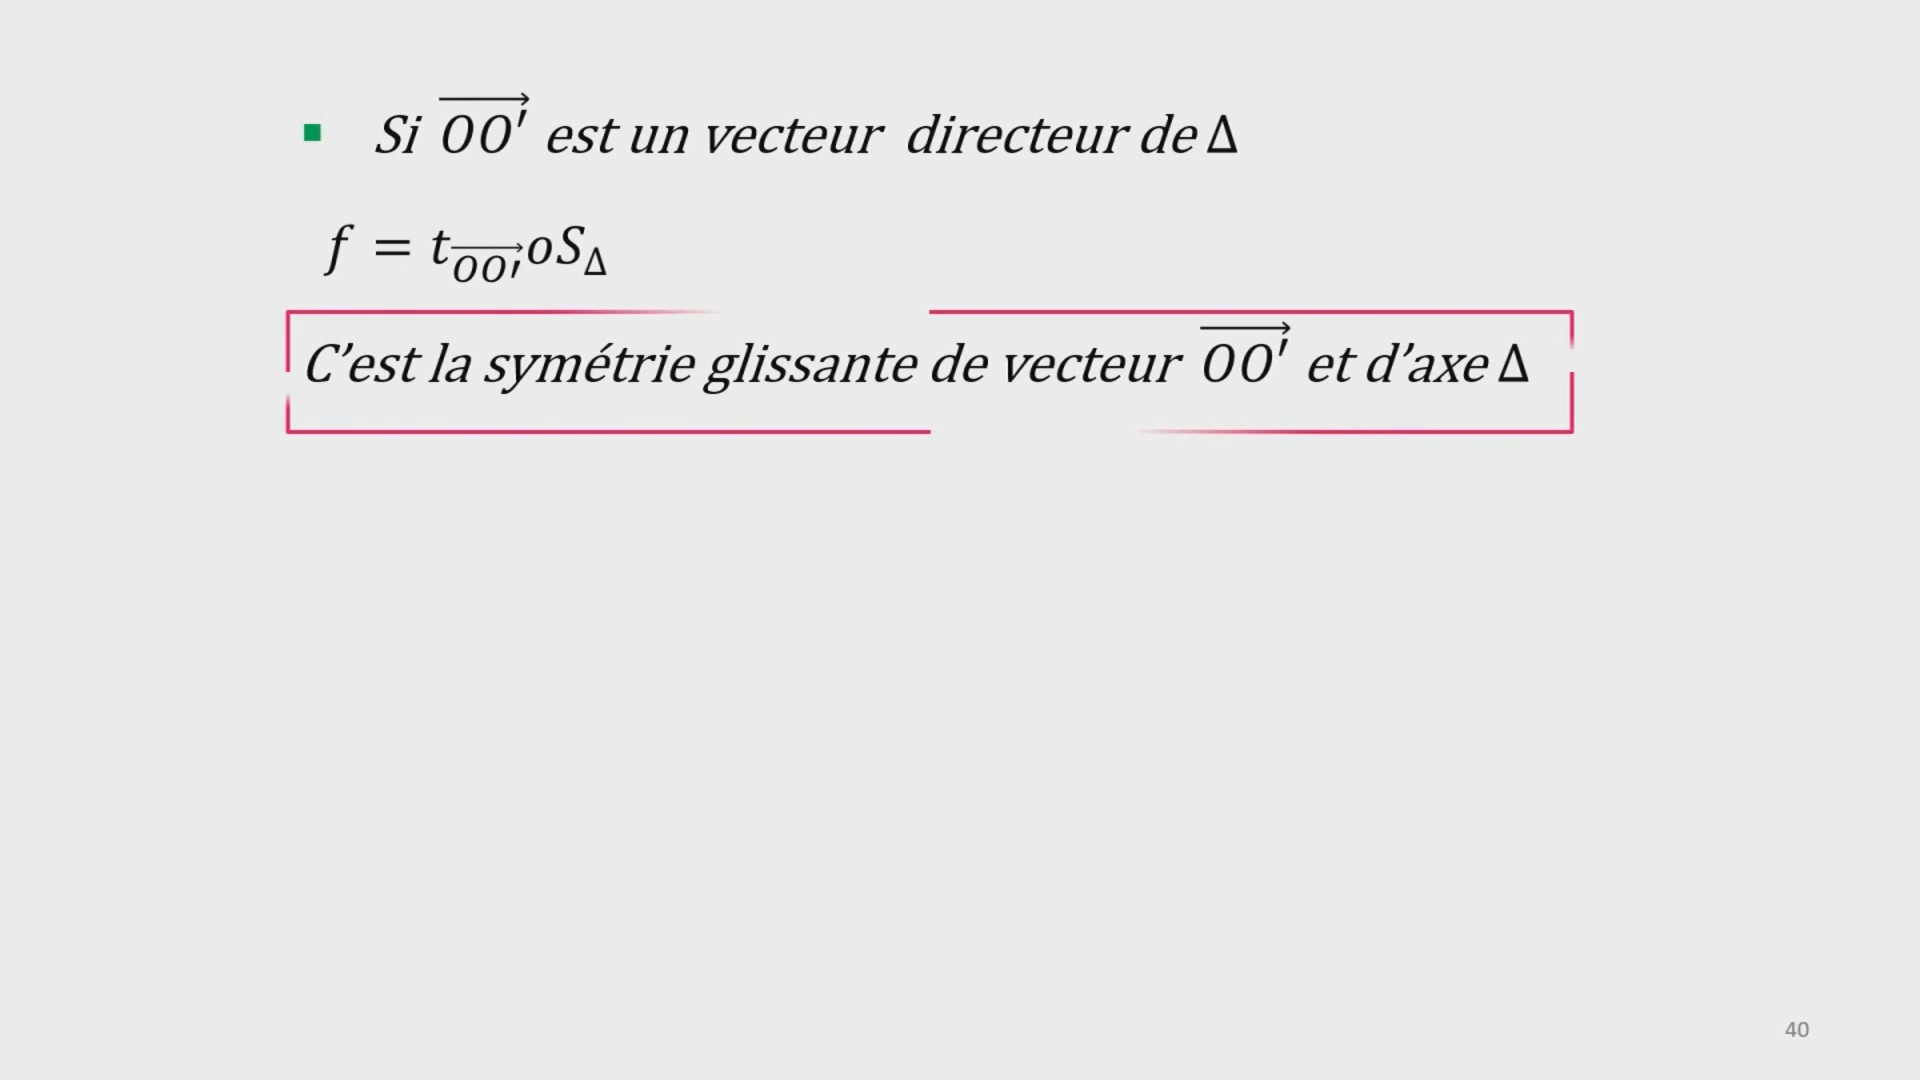 ▪ Si $\overrightarrow{OO'}$ est un vecteur directeur de Δ
$f = t_{\overrightarrow{OO'}} o S_{\Delta}$
C’est la symétrie glissante de vecteur $\overrightarrow{OO'}$ et d’axe Δ
40